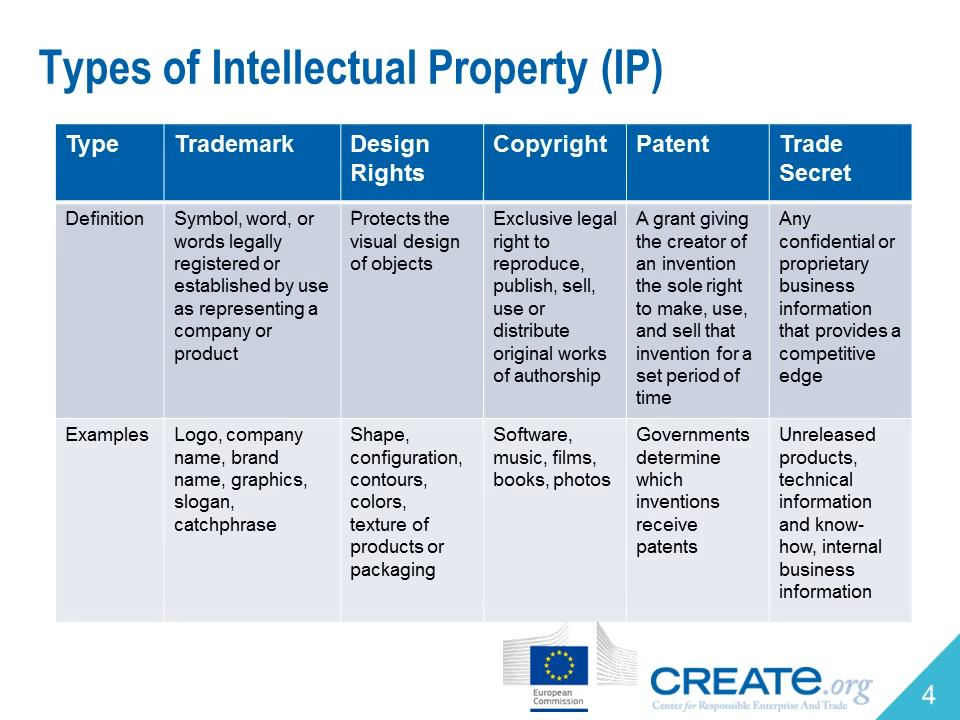 Types of Intellectual Property (IP)
Type
Trademark
Design
Rights
Copyright
Patent
Trade
Secret
Definition
Symbol, word, or
words legally
registered or
established by use
as representing a
company or
product
Protects the
visual design
of objects
Exclusive legal
right to
reproduce,
publish, sell,
use or
distribute
original works
of authorship
A grant giving
the creator of
an invention
the sole right
to make, use,
and sell that
invention for a
set period of
time
Any
confidential or
proprietary
business
information
that provides a
competitive
edge
Examples
Logo, company
name, brand
name, graphics,
slogan,
catchphrase
Shape,
configuration,
contours,
colors,
texture of
products or
packaging
Software,
music, films,
books, photos
Governments
determine
which
inventions
receive
patents
Unreleased
products,
technical
information
and know-
how, internal
business
information
European
Commission
CREATE.org
Center for Responsible Enterprise And Trade
4